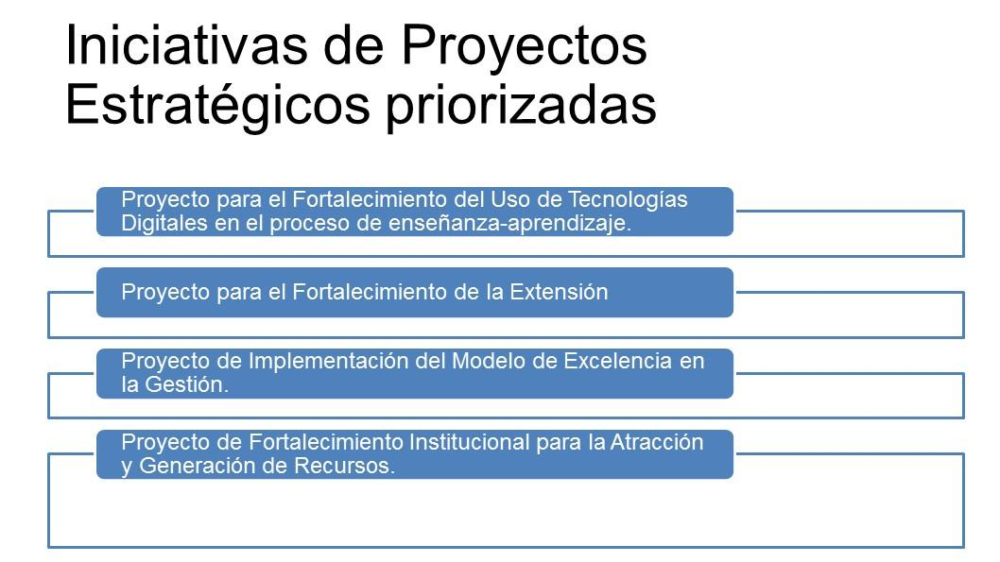 Iniciativas de Proyectos
Estratégicos priorizadas
Proyecto para el Fortalecimiento del Uso de Tecnologías
Digitales en el proceso de enseñanza-aprendizaje.
Proyecto para el Fortalecimiento de la Extensión
Proyecto de Implementación del Modelo de Excelencia en
la Gestión.
Proyecto de Fortalecimiento Institucional para la Atracción
y Generación de Recursos.